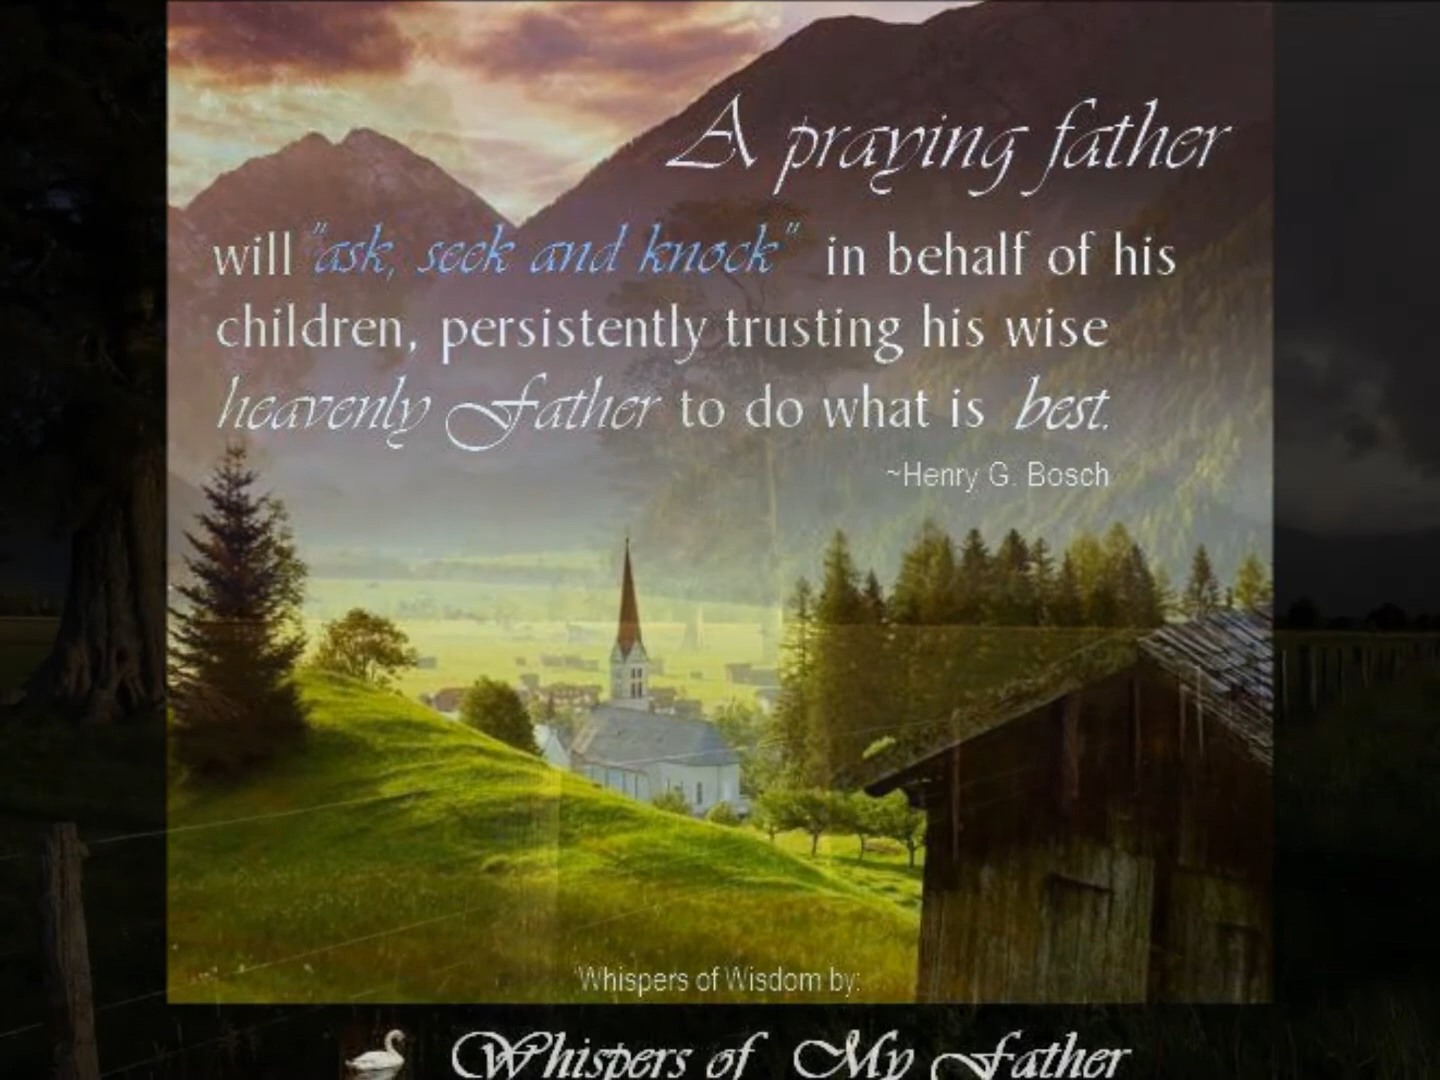 A praying father
will "ask, seek and knock" in behalf of his
children, persistently trusting his wise
heavenly Father to do what is best.
~Henry G. Bosch
Whispers of Wisdom by:
Whispers of My Father